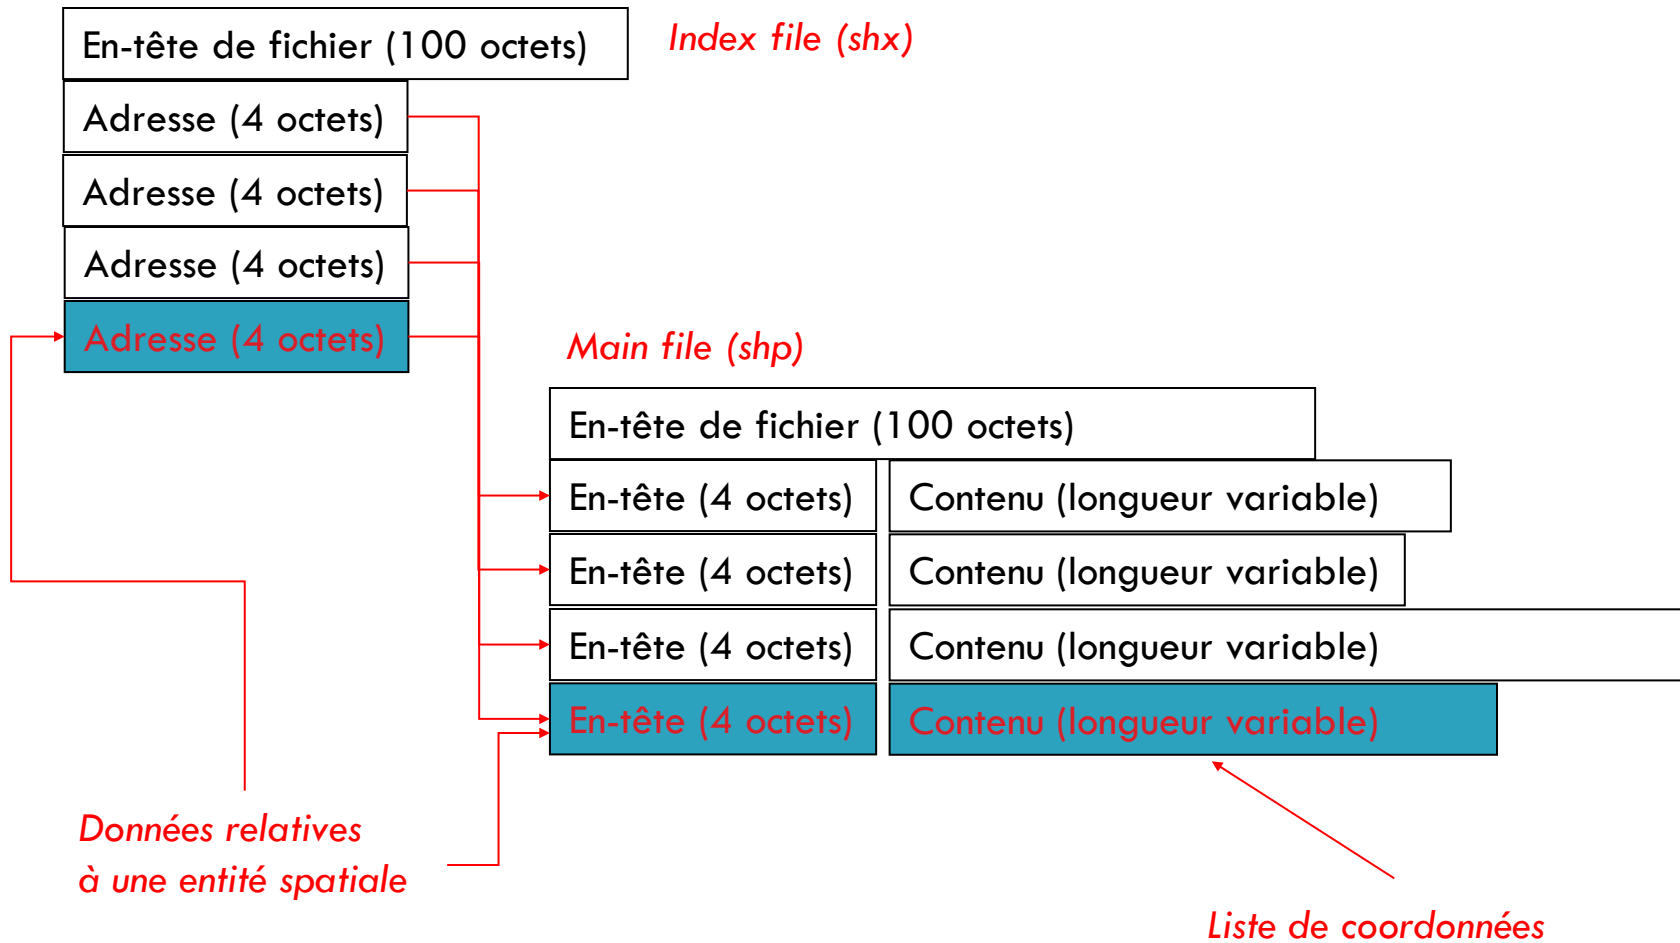 En-tête de fichier (100 octets)
Index file (shx)
Adresse (4 octets)
Adresse (4 octets)
Adresse (4 octets)
Adresse (4 octets)
Main file (shp)
En-tête de fichier (100 octets)
En-tête (4 octets) Contenu (longueur variable)
En-tête (4 octets) Contenu (longueur variable)
En-tête (4 octets) Contenu (longueur variable)
En-tête (4 octets) Contenu (longueur variable)
Données relatives
à une entité spatiale
Liste de coordonnées